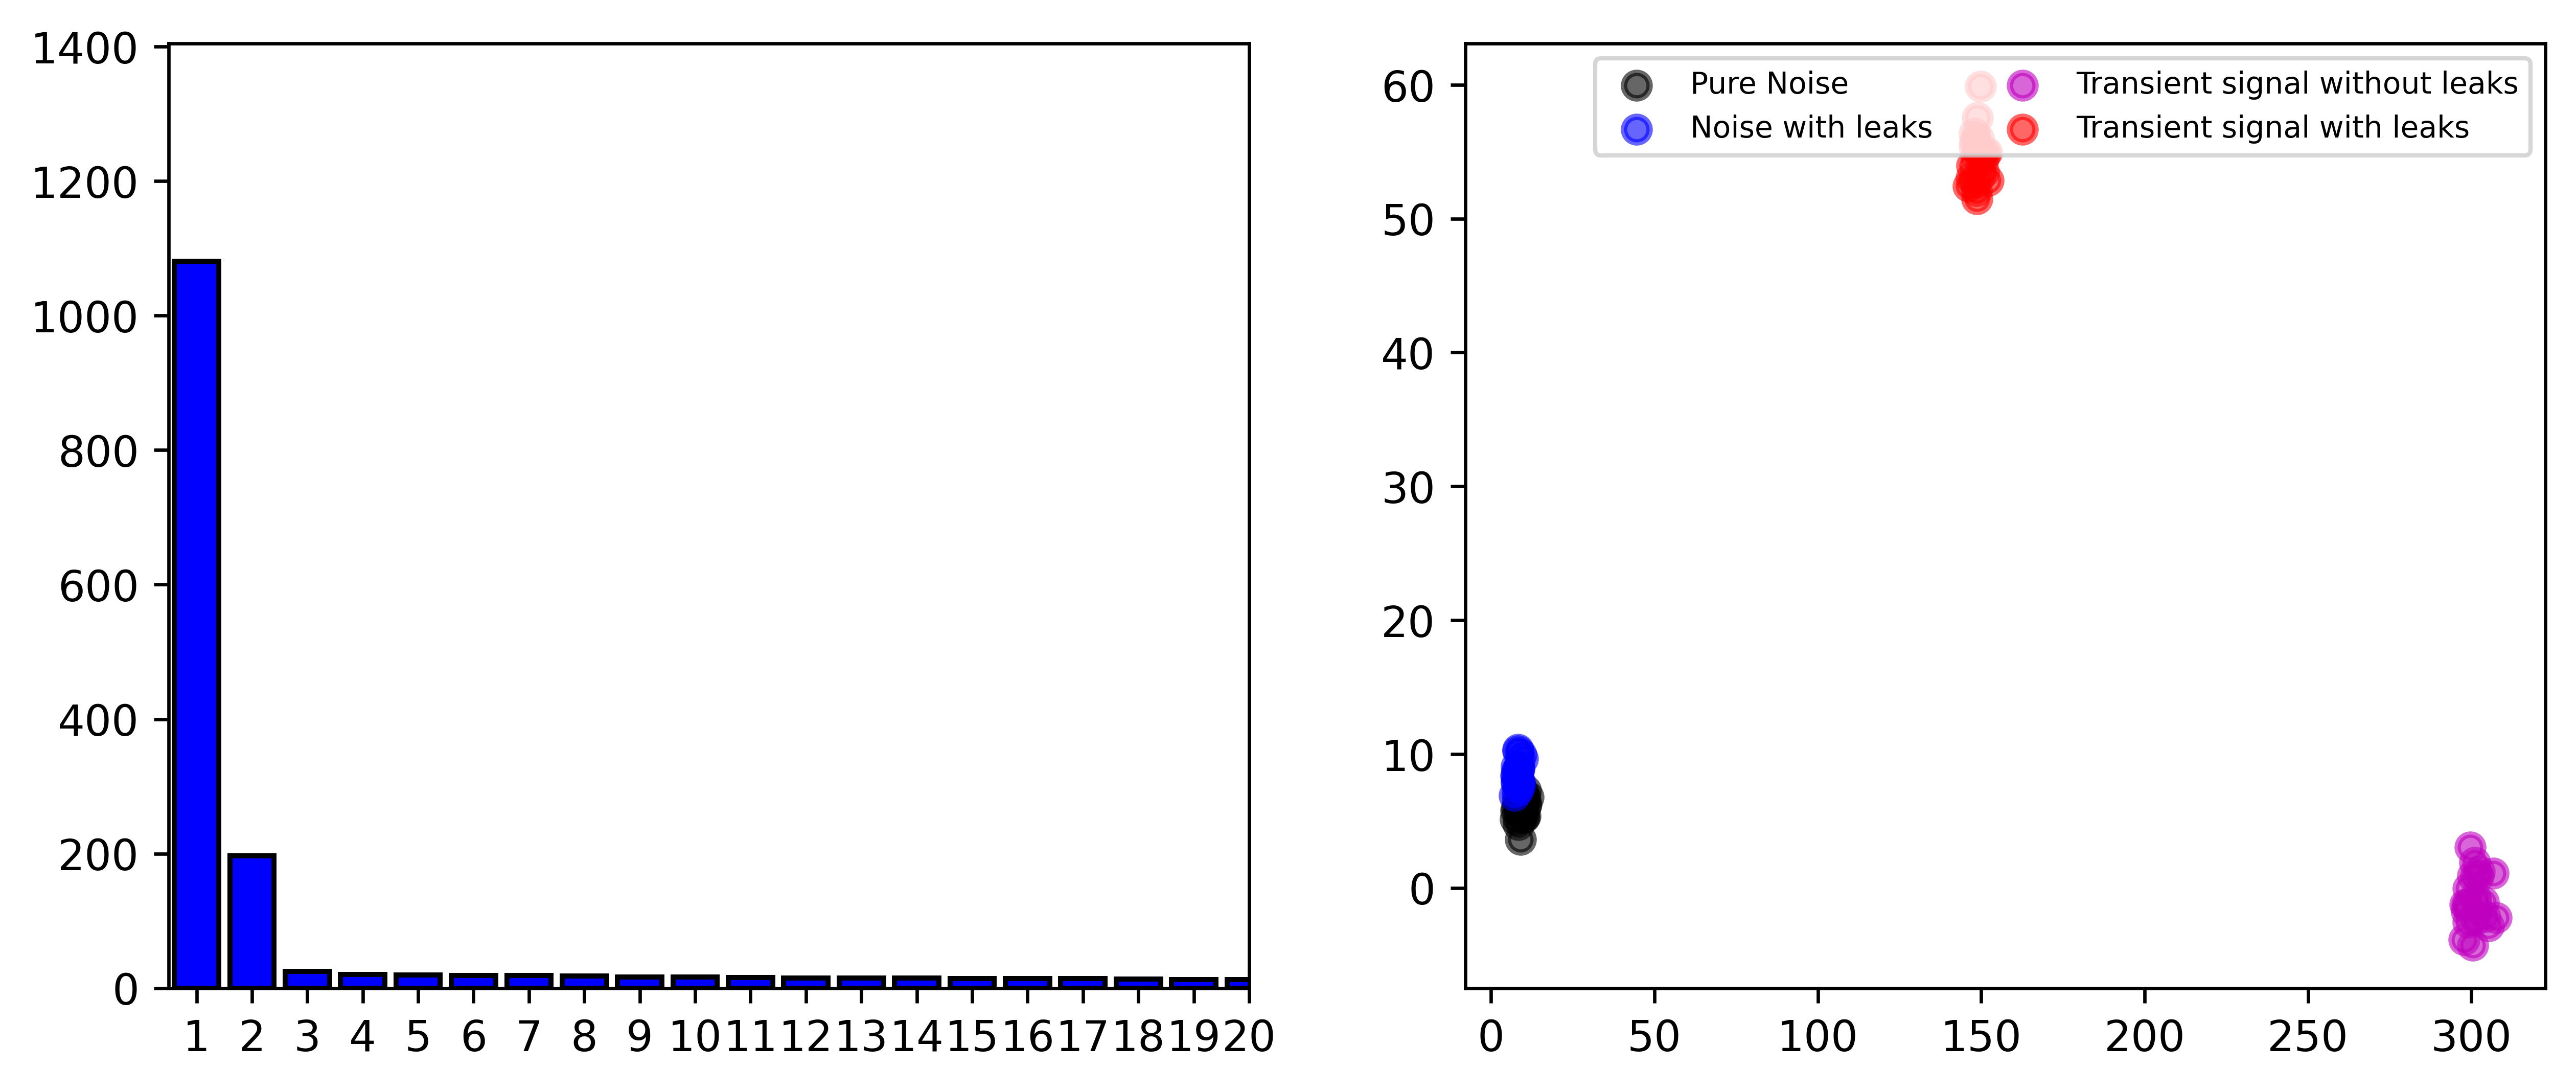 1400
1200
1000
800
600
400
200
0
1 2 3 4 5 6 7 8 9 10 11 12 13 14 15 16 17 18 19 20
Pure Noise
Noise with leaks
Transient signal without leaks
Transient signal with leaks
60
50
40
30
20
10
0
0 50 100 150 200 250 300